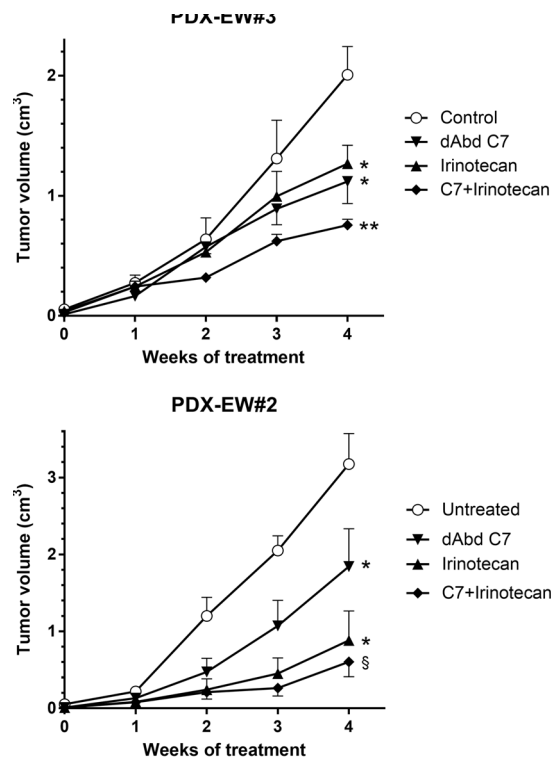 PDX-EW#3
Tumor volume (cm3)
2
1
0
0 1 2 3 4
Weeks of treatment
Control
dAbd C7
Irinotecan
C7+Irinotecan
*
*
**
PDX-EW#2
Tumor volume (cm3)
3
2
1
0
0 1 2 3 4
Weeks of treatment
Untreated
dAbd C7
Irinotecan
C7+Irinotecan
*
*
§